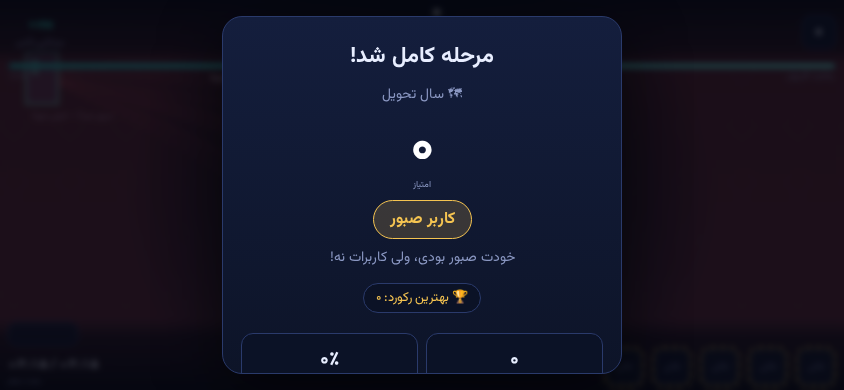 مرحله کامل شد!
🗺 سال تحویل
۰
امتیاز
کاربر صبور
خودت صبور بودی، ولی کاربرات نه!
🏆 بهترین رکورد: ۰
۰
۰٪